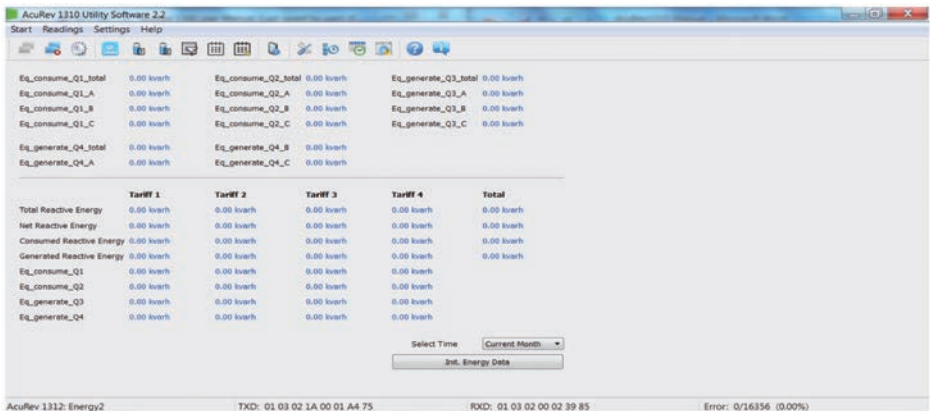 AcuRev 1310 Utility Software 2.2
Start Readings Settings Help
Eq_consume_Q1_total 0.00 kvarh Eq_consume_Q2_total 0.00 kvarh Eq_generate_Q3_total 0.00 kvarh
Eq_consume_Q1_A 0.00 kvarh Eq_consume_Q2_A 0.00 kvarh Eq_generate_Q3_A 0.00 kvarh
Eq_consume_Q1_B 0.00 kvarh Eq_consume_Q2_B 0.00 kvarh Eq_generate_Q3_B 0.00 kvarh
Eq_consume_Q1_C 0.00 kvarh Eq_consume_Q2_C 0.00 kvarh Eq_generate_Q3_C 0.00 kvarh
Eq_generate_Q4_total 0.00 kvarh Eq_generate_Q4_B 0.00 kvarh
Eq_generate_Q4_A 0.00 kvarh Eq_generate_Q4_C 0.00 kvarh
Tariff 1 Tariff 2 Tariff 3 Tariff 4 Total
Total Reactive Energy 0.00 kvarh 0.00 kvarh 0.00 kvarh 0.00 kvarh 0.00 kvarh
Net Reactive Energy 0.00 kvarh 0.00 kvarh 0.00 kvarh 0.00 kvarh 0.00 kvarh
Consumed Reactive Energy 0.00 kvarh 0.00 kvarh 0.00 kvarh 0.00 kvarh 0.00 kvarh
Generated Reactive Energy 0.00 kvarh 0.00 kvarh 0.00 kvarh 0.00 kvarh 0.00 kvarh
Eq_consume_Q1 0.00 kvarh 0.00 kvarh 0.00 kvarh 0.00 kvarh
Eq_consume_Q2 0.00 kvarh 0.00 kvarh 0.00 kvarh 0.00 kvarh
Eq_generate_Q3 0.00 kvarh 0.00 kvarh 0.00 kvarh 0.00 kvarh
Eq_generate_Q4 0.00 kvarh 0.00 kvarh 0.00 kvarh 0.00 kvarh
Select Time Current Month
Init. Energy Data
AcuRev 1312: Energy2 TXD: 01 03 02 1A 00 01 A4 75 RXD: 01 03 02 00 02 39 85 Error: 0/16356 (0.00%)